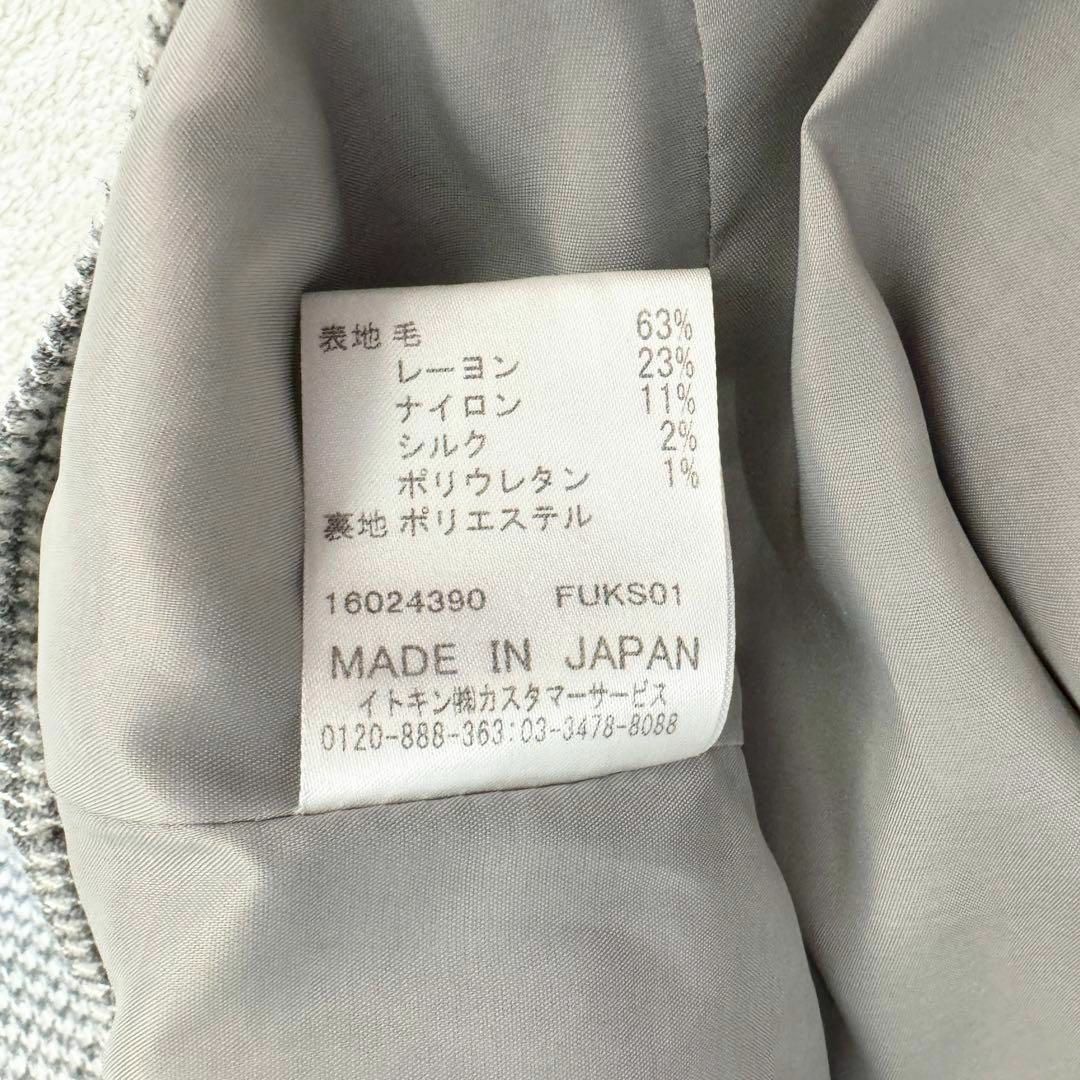 表地 毛 63%
レーヨン 23%
ナイロン 11%
シルク 2%
ポリウレタン 1%
裏地 ポリエステル
16024390 FUKS01
MADE IN JAPAN
イトキン㈱カスタマーサービス
0120-888-363:03-3478-8088